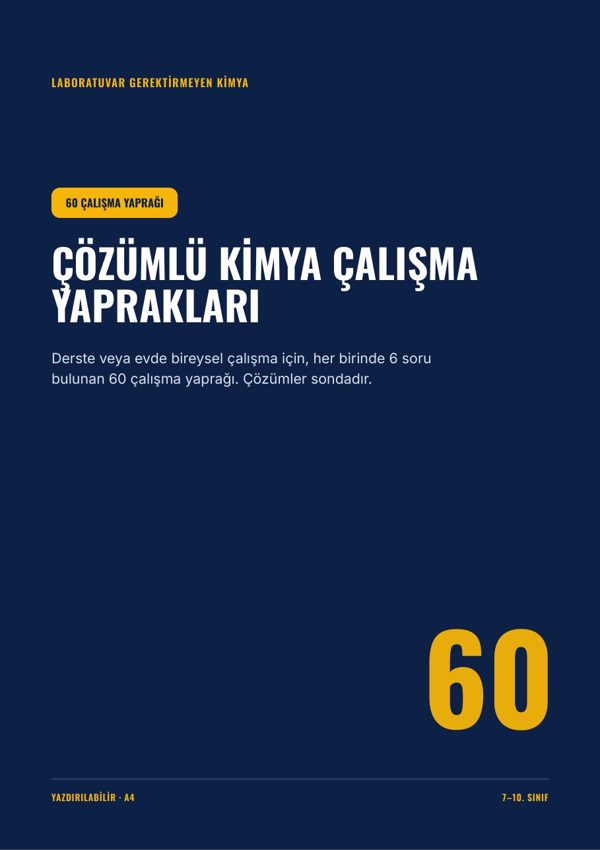 LABORATUVAR GEREKTİRMEYEN KİMYA
60 ÇALIŞMA YAPRAĞI
ÇÖZÜMLÜ KİMYA ÇALIŞMA
YAPRAKLARI
Derste veya evde bireysel çalışma için, her birinde 6 soru
bulunan 60 çalışma yaprağı. Çözümler sondadır.
60
YAZDIRILABİLİR · A4
7–10. SINIF